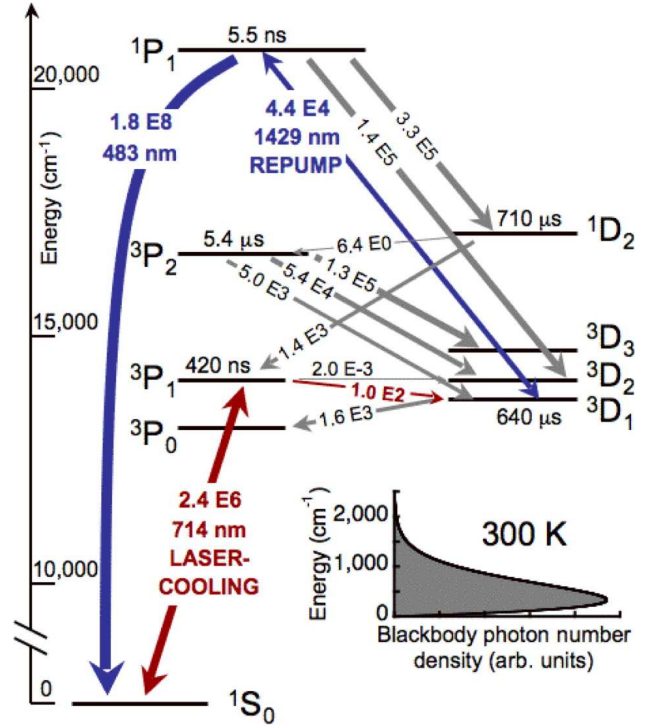 5.5 ns
¹P₁
20,000
1.8 E8
483 nm
4.4 E4
1429 nm
REPUMP
1.4 E5
3.3 E5
Energy (cm⁻¹)
710 μs
¹D₂
5.4 μs
³P₂
6.4 E0
1.3 E5
5.4 E4
5.0 E3
15,000
1.4 E3
³D₃
420 ns
³P₁
2.0 E-3
³D₂
1.0 E2
³D₁
1.6 E3
640 μs
³P₀
2.4 E6
714 nm
LASER-
COOLING
10,000
2,000
300 K
1,000
0
Energy (cm⁻¹)
Blackbody photon number
density (arb. units)
0
¹S₀